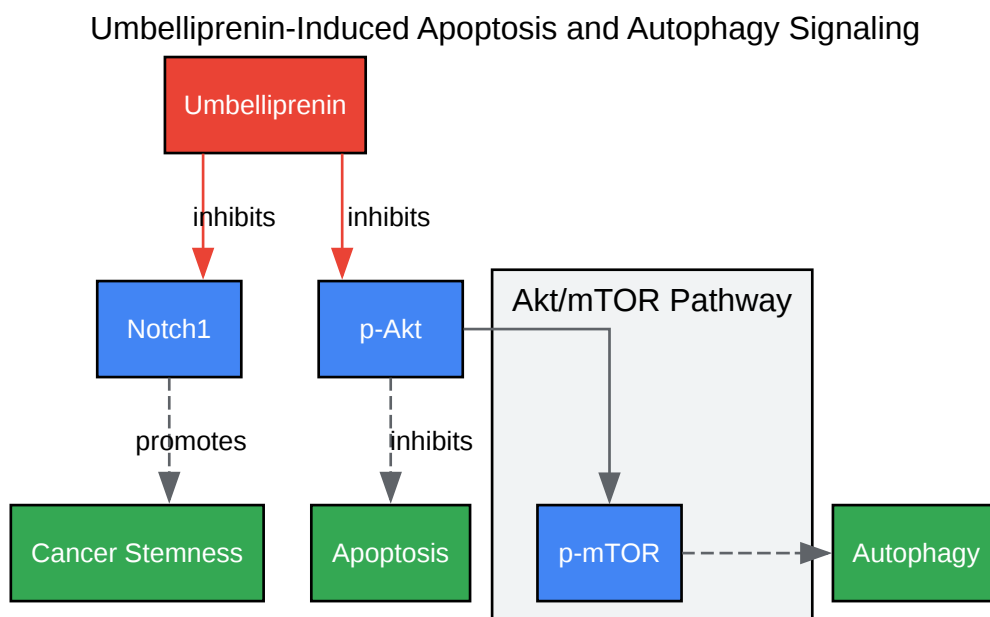 Umbelliprenin-Induced Apoptosis and Autophagy Signaling
Umbelliprenin
inhibits
inhibits
Notch1
p-Akt
Akt/mTOR Pathway
promotes
inhibits
Cancer Stemness
Apoptosis
p-mTOR
Autophagy